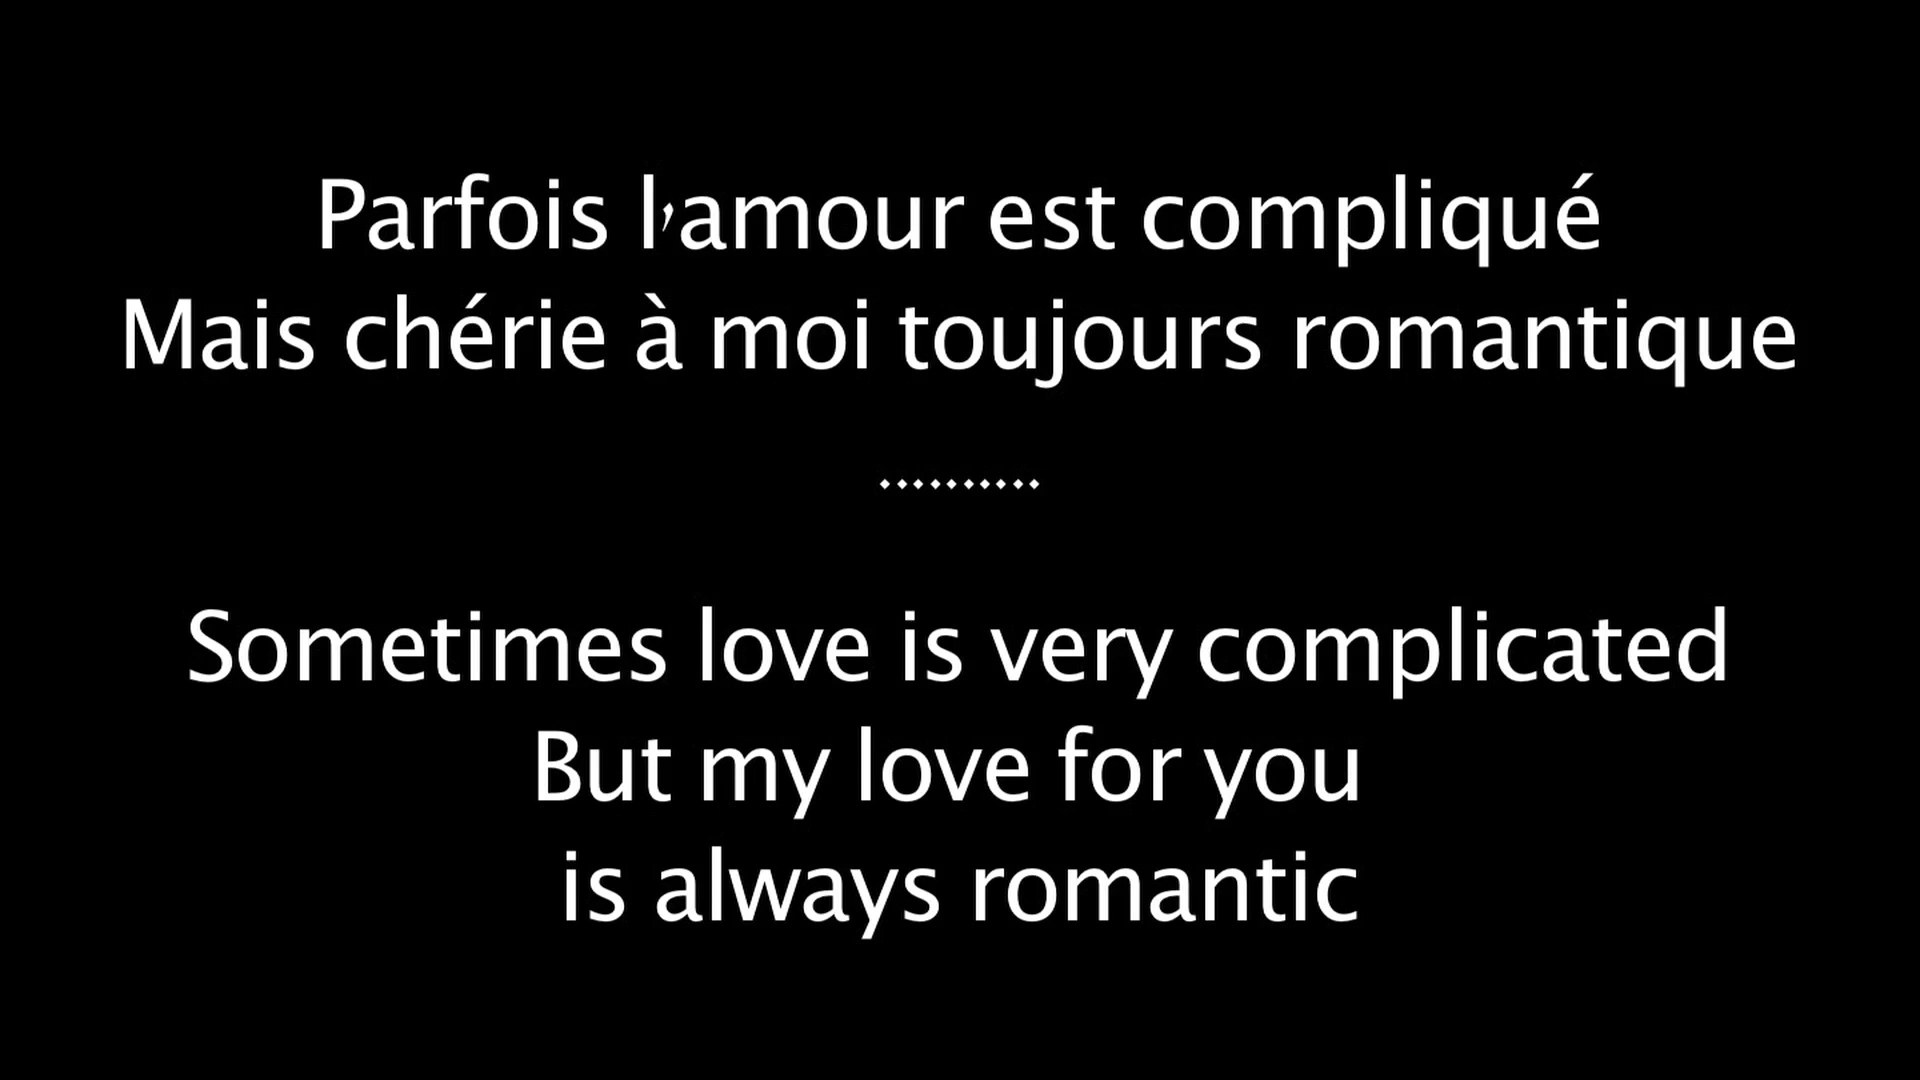 Parfois l’amour est compliqué
Mais chérie à moi toujours romantique
..........
Sometimes love is very complicated
But my love for you
is always romantic